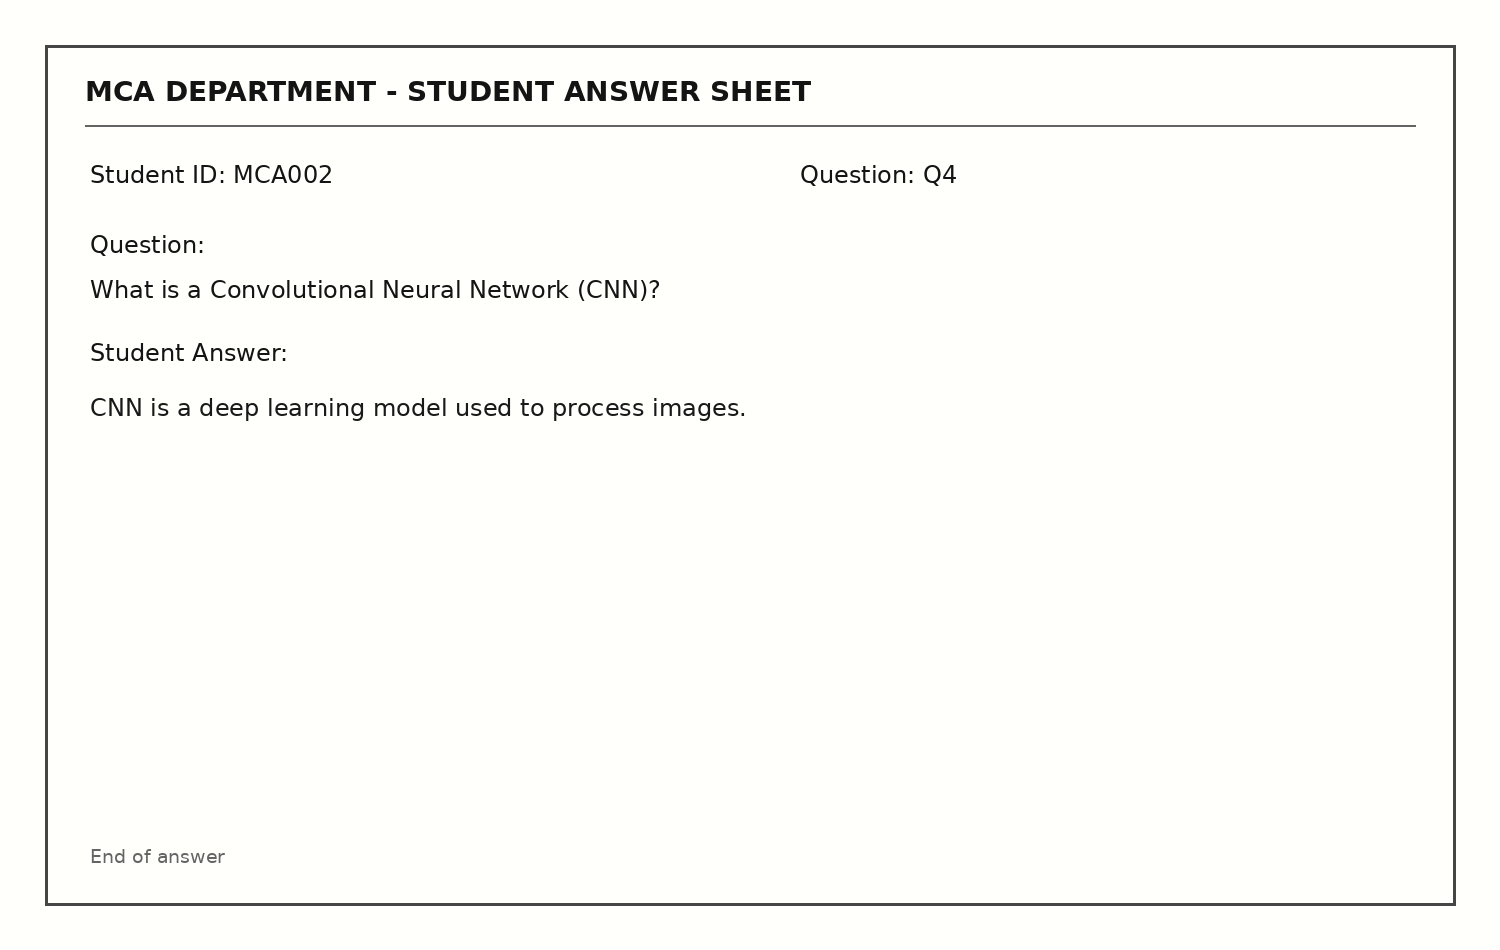 MCA DEPARTMENT - STUDENT ANSWER SHEET
Student ID: MCA002
Question: Q4
Question:
What is a Convolutional Neural Network (CNN)?
Student Answer:
CNN is a deep learning model used to process images.
End of answer